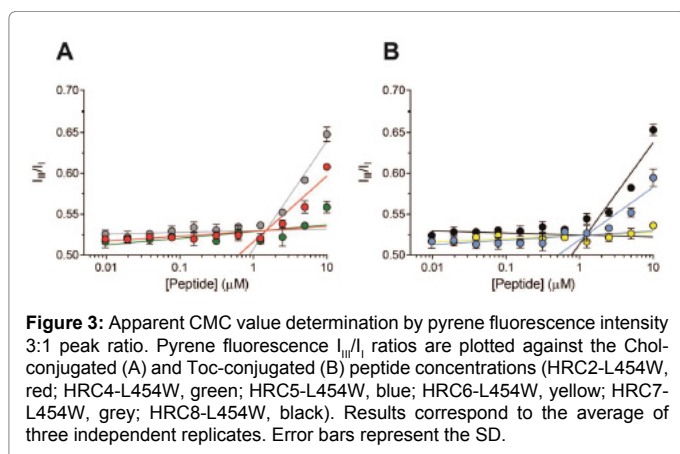 A
B
0.70
0.65
0.60
0.55
0.50
I_III/I_I
0.01 0.1 1 10
[Peptide] (μM)
0.70
0.65
0.60
0.55
0.50
I_III/I_I
0.01 0.1 1 10
[Peptide] (μM)
Figure 3: Apparent CMC value determination by pyrene fluorescence intensity
3:1 peak ratio. Pyrene fluorescence I_III/I_I ratios are plotted against the Chol-
conjugated (A) and Toc-conjugated (B) peptide concentrations (HRC2-L454W,
red; HRC4-L454W, green; HRC5-L454W, blue; HRC6-L454W, yellow; HRC7-
L454W, grey; HRC8-L454W, black). Results correspond to the average of
three independent replicates. Error bars represent the SD.